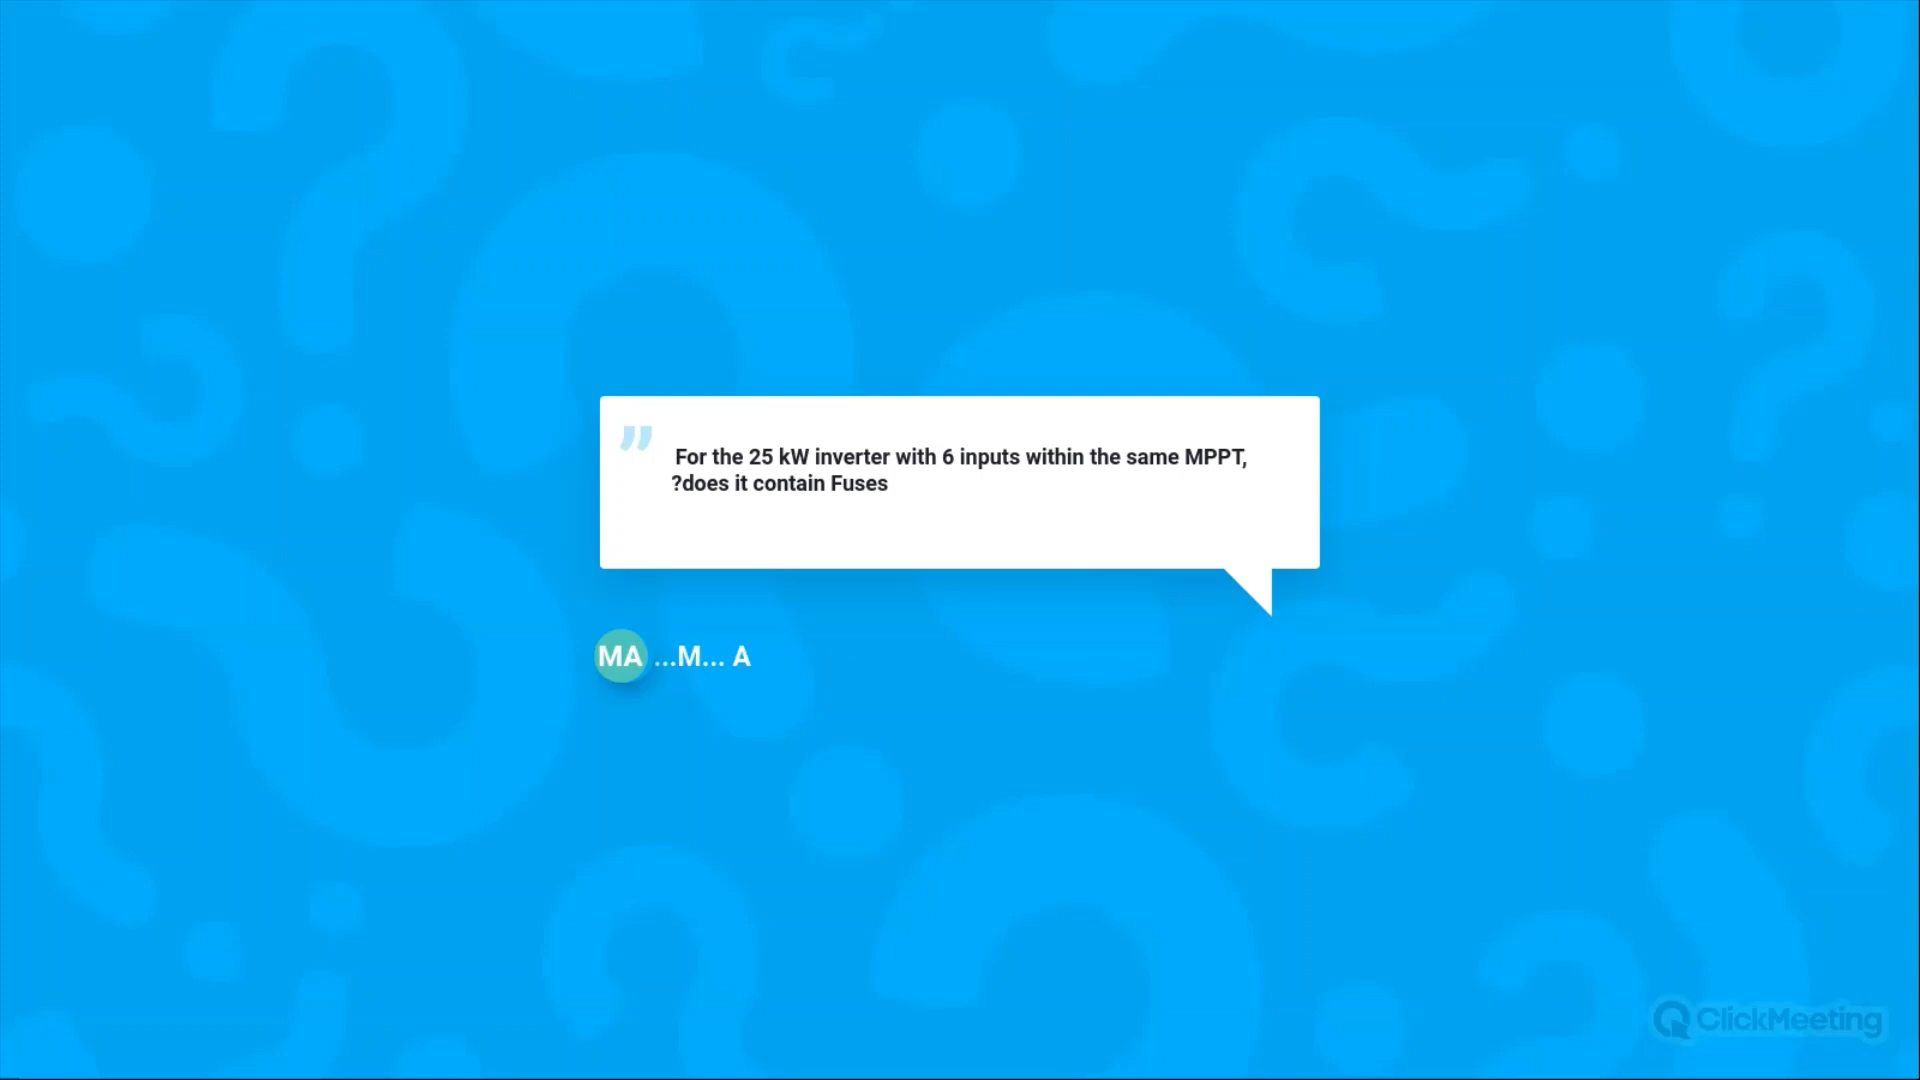 For the 25 kW inverter with 6 inputs within the same MPPT,
?does it contain Fuses
MA ...M... A
ClickMeeting